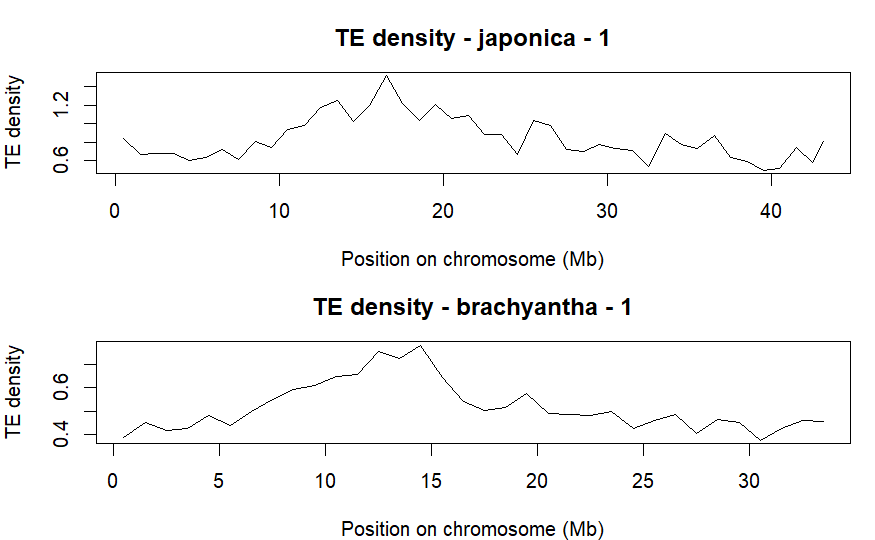 TE density - japonica - 1
TE density
1.2
0.6
0 10 20 30 40
Position on chromosome (Mb)
TE density - brachyantha - 1
TE density
0.6
0.4
0 5 10 15 20 25 30
Position on chromosome (Mb)